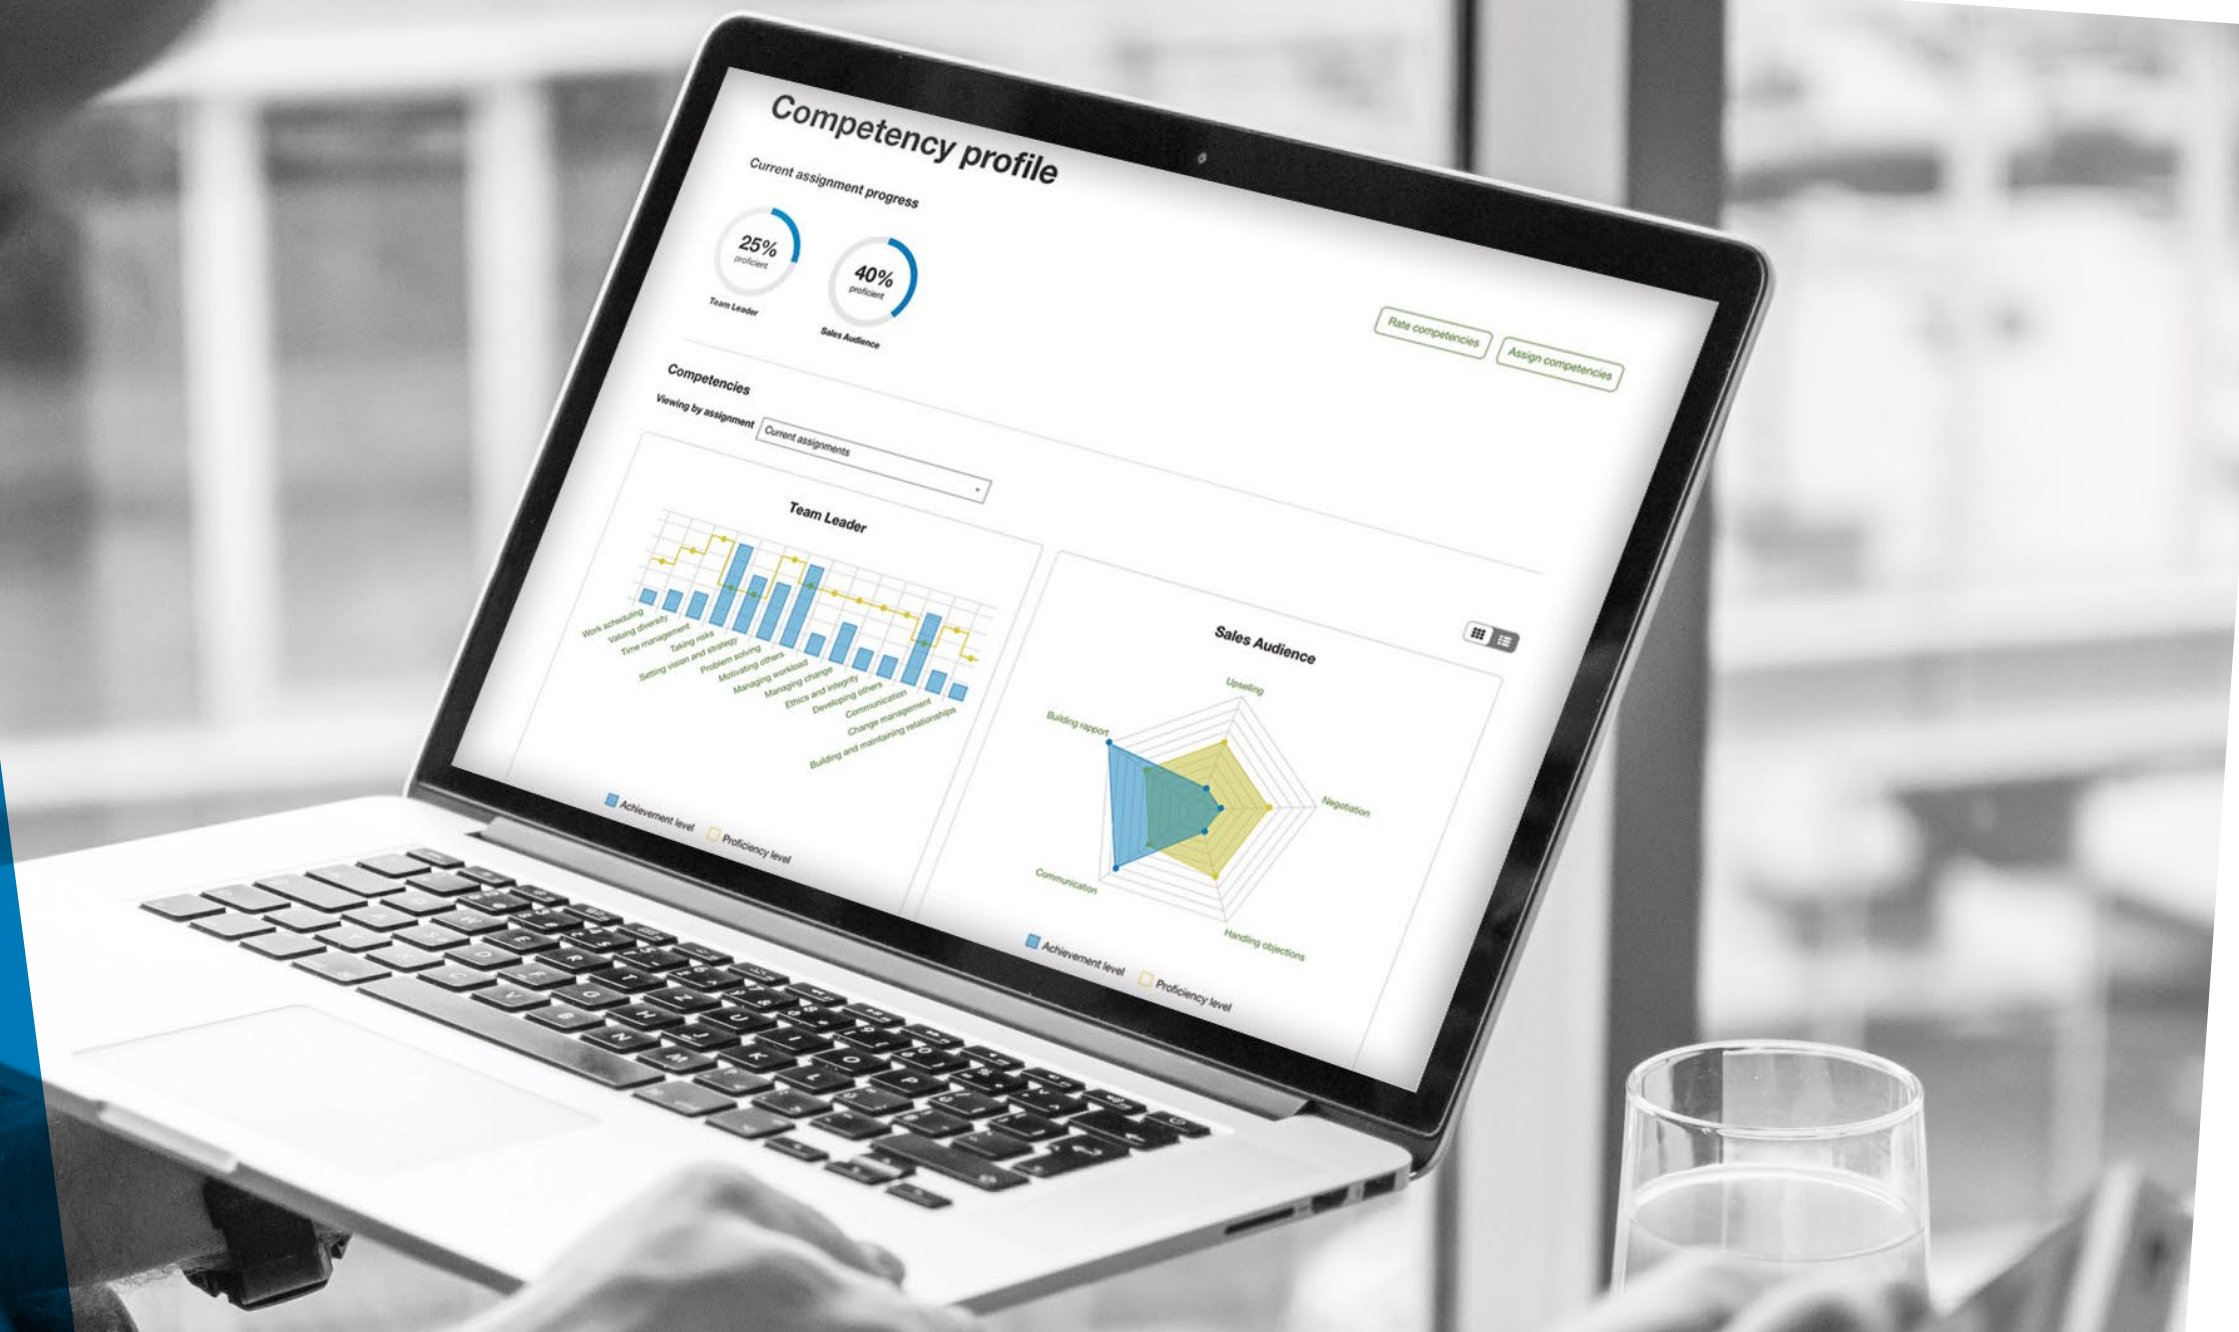 Competency profile
Current assignment progress
25%
proficient
Team Leader
40%
proficient
Sales Audience
Rate competencies
Assign competencies
Competencies
Viewing by assignment
Current assignments
Team Leader
Work scheduling
Valuing diversity
Time management
Taking risks
Setting vision and strategy
Problem solving
Motivating others
Managing workload
Managing change
Ethics and integrity
Developing others
Communication
Change management
Building and maintaining relationships
Achievement level
Proficiency level
Sales Audience
Upselling
Building rapport
Negotiation
Communication
Handling objections
Achievement level
Proficiency level